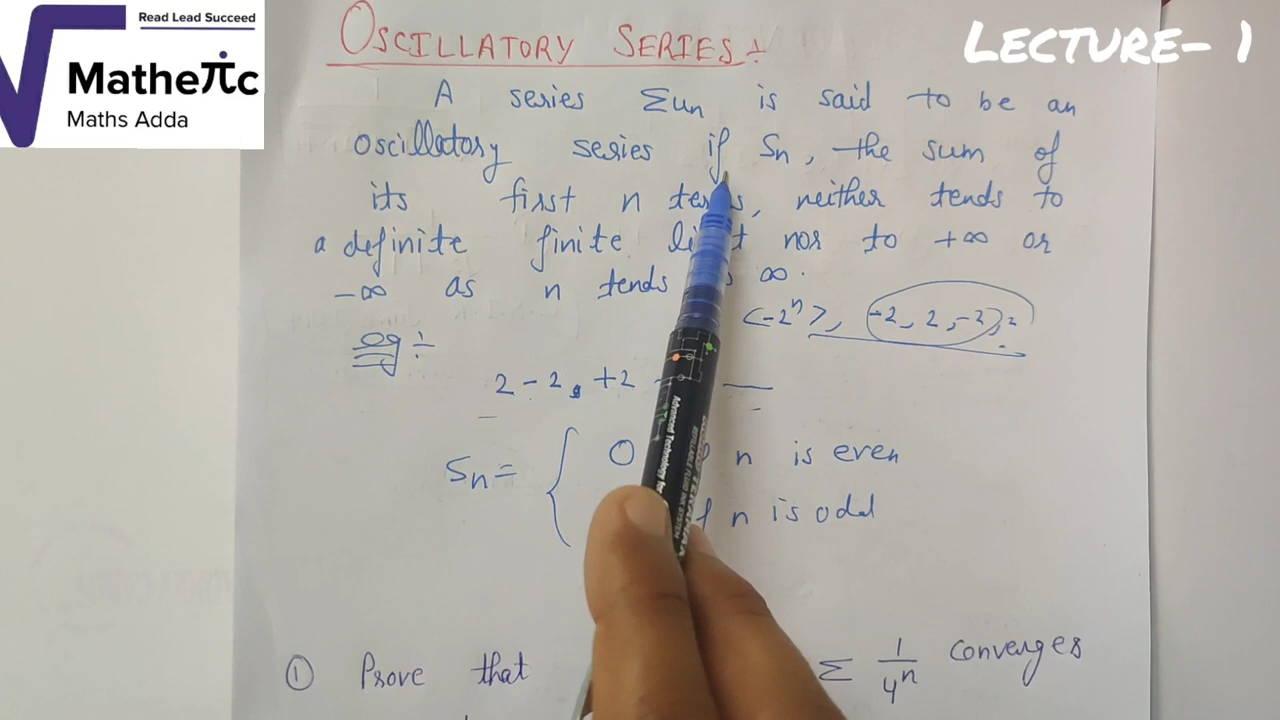 Read Lead Succeed
Matheπc
Maths Adda
LECTURE- 1
OSCILLATORY SERIES÷
A series Σun is said to be an
oscillatory series if Sn, the sum of
its first n , neither tends to
a definite finite nor to +∞ or
-∞ as n tends ∞.
<-2ⁿ>, -2, 2, -2, 2
eg ÷
2 - 2 +2
Sn = { 0 n is even
n is odd
① Prove that Σ 1/4ⁿ converges